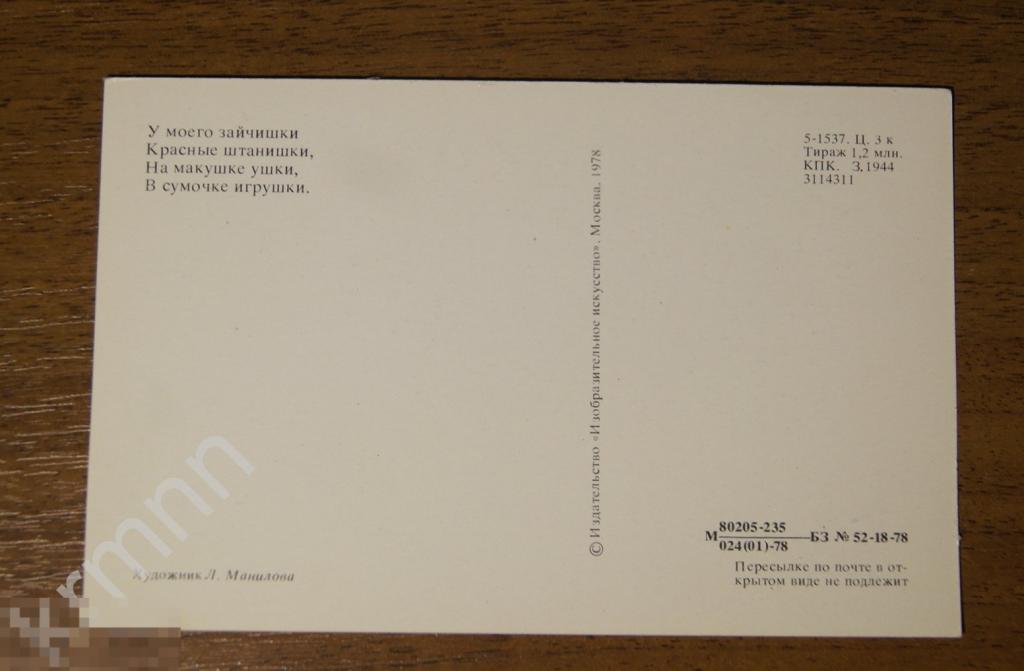 У моего зайчишки
Красные штанишки,
На макушке ушки,
В сумочке игрушки.
Художник Л. Манилова
© Издательство «Изобразительное искусство». Москва. 1978
5-1537. Ц. 3 к
Тираж 1,2 млн.
КПК. З.1944
3114311
М 80205-235 БЗ № 52-18-78
024(01)-78
Пересылке по почте в от-
крытом виде не подлежит